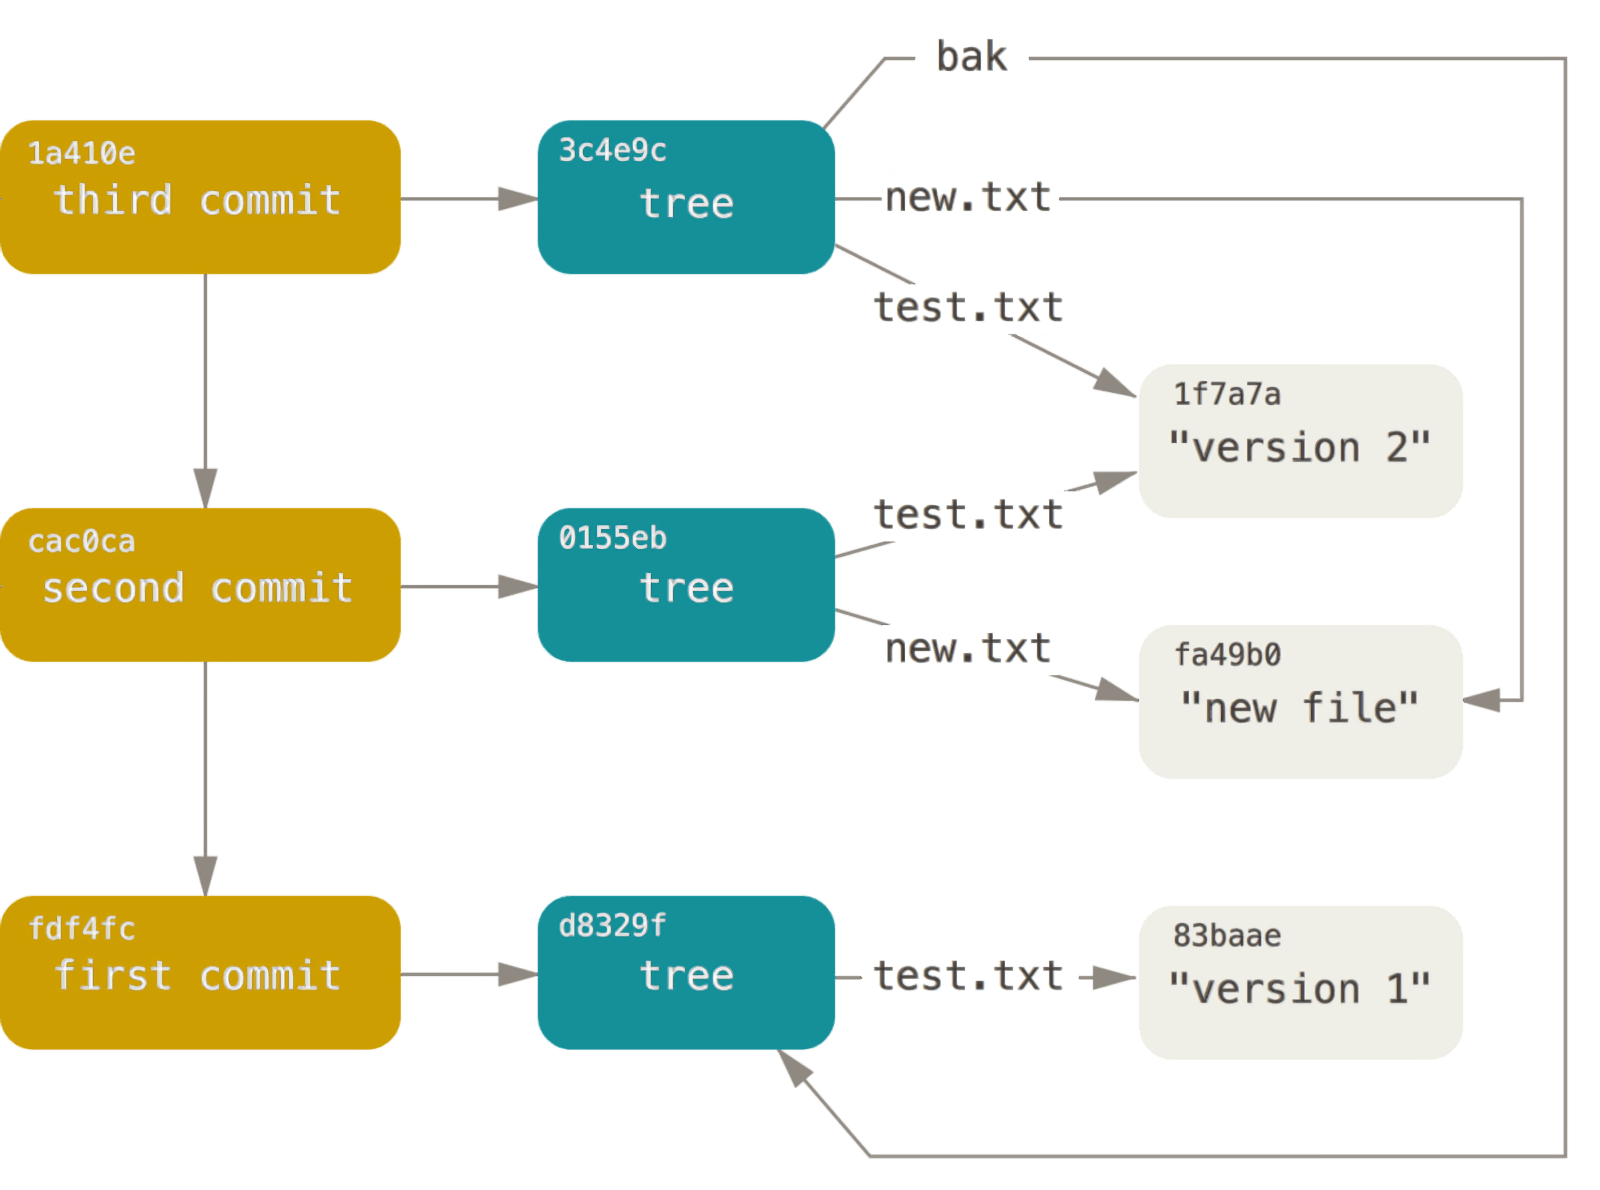 bak
1a410e
third commit
3c4e9c
tree
new.txt
test.txt
1f7a7a
"version 2"
cac0ca
second commit
0155eb
tree
test.txt
new.txt
fa49b0
"new file"
fdf4fc
first commit
d8329f
tree
test.txt
83baae
"version 1"